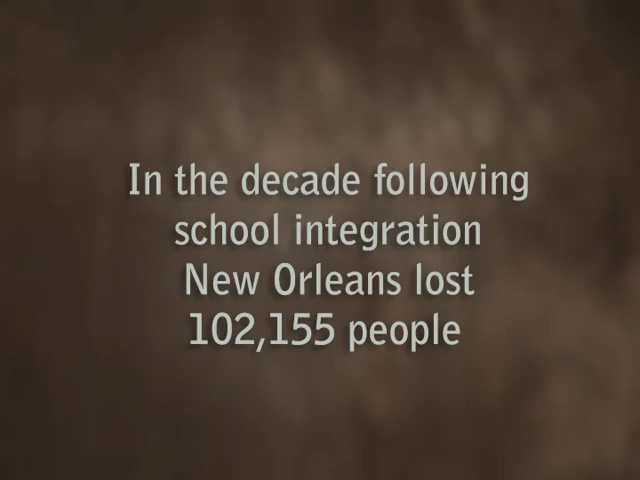 In the decade following
school integration
New Orleans lost
102,155 people